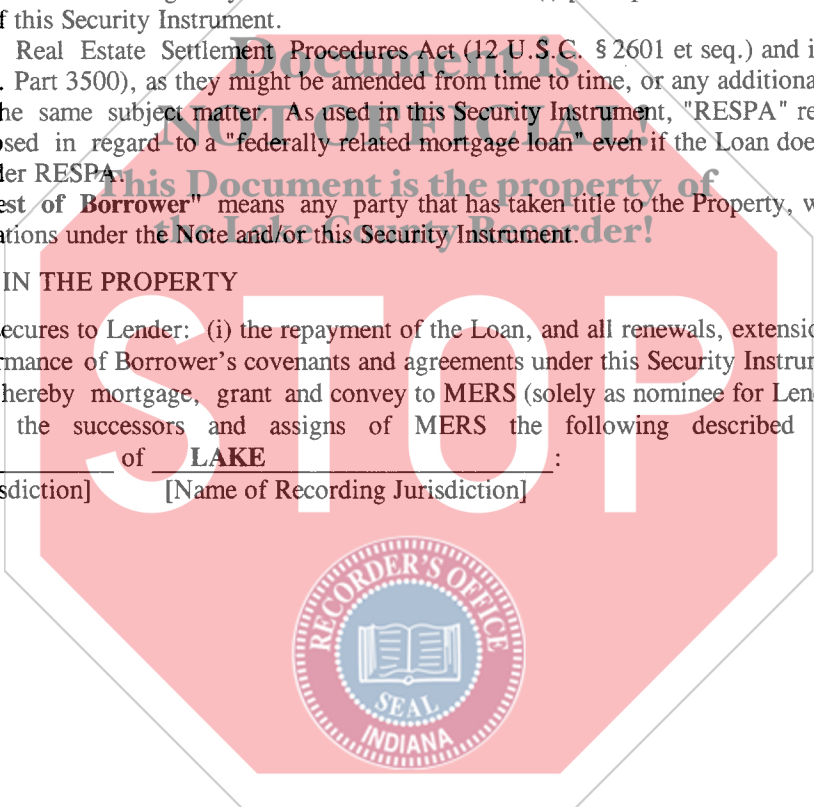 f this Security Instrument.
Real Estate Settlement Procedures Act (12 U.S.C. § 2601 et seq.) and i
. Part 3500), as they might be amended from time to time, or any additiona
he same subject matter. As used in this Security Instrument, "RESPA" re
sed in regard to a "federally related mortgage loan" even if the Loan doe
ler RESPA.
est of Borrower" means any party that has taken title to the Property, w
ations under the Note and/or this Security Instrument.
Document is
NOT OFFICIAL!
This Document is the property of
the Lake County Recorder!
IN THE PROPERTY
ecures to Lender: (i) the repayment of the Loan, and all renewals, extensio
rmance of Borrower's covenants and agreements under this Security Instrum
hereby mortgage, grant and convey to MERS (solely as nominee for Lend
the successors and assigns of MERS the following described
of LAKE :
sdiction] [Name of Recording Jurisdiction]
STOP
RECORDER'S OFFICE
SEAL
INDIANA